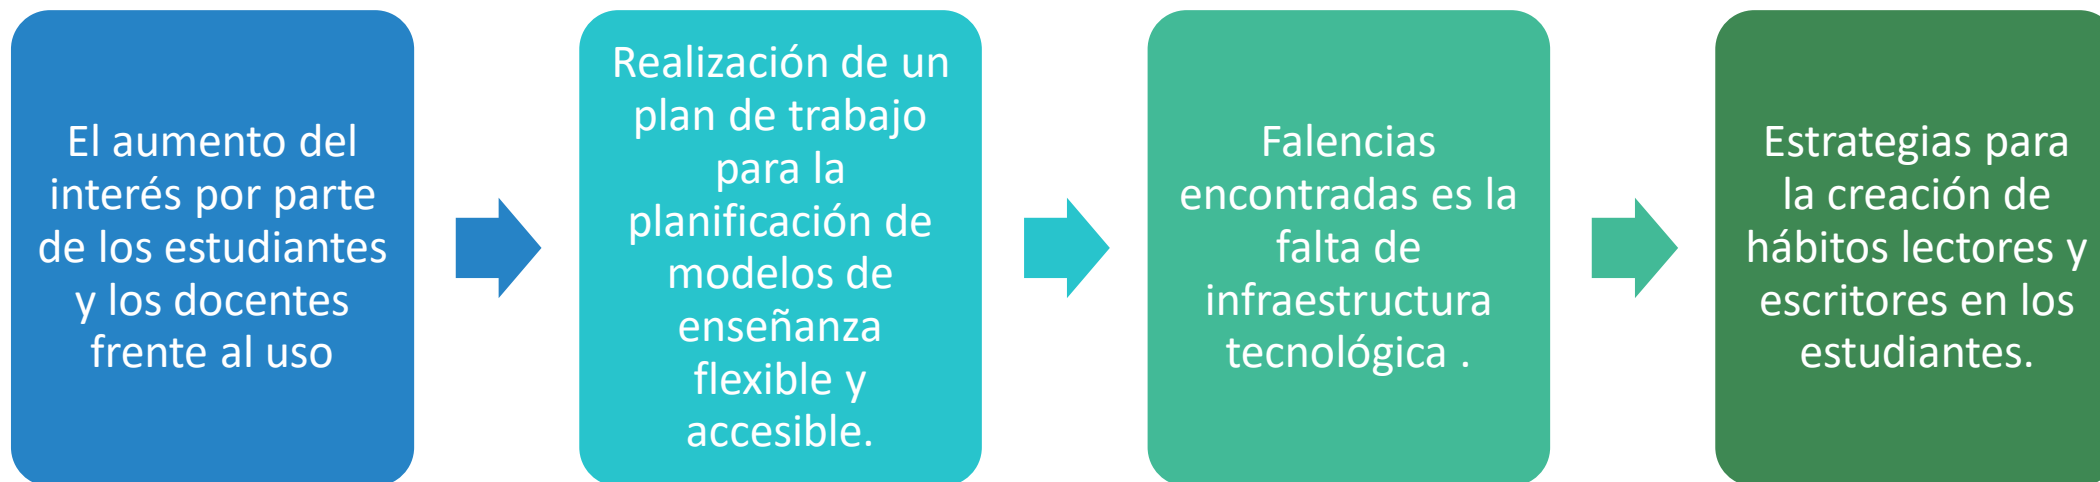 El aumento del
interés por parte
de los estudiantes
y los docentes
frente al uso
Realización de un
plan de trabajo
para la
planificación de
modelos de
enseñanza
flexible y
accesible.
Falencias
encontradas es la
falta de
infraestructura
tecnológica .
Estrategias para
la creación de
hábitos lectores y
escritores en los
estudiantes.